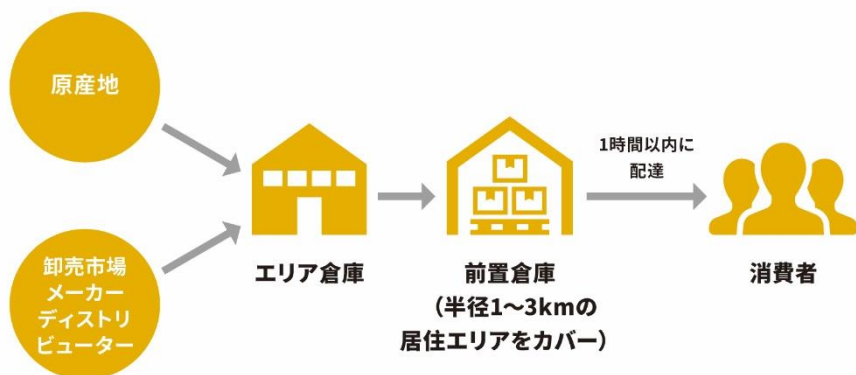 原産地
卸売市場
メーカー
ディストリ
ビューター
エリア倉庫
前置倉庫
（半径1〜3kmの
居住エリアをカバー）
1時間以内に
配達
消費者